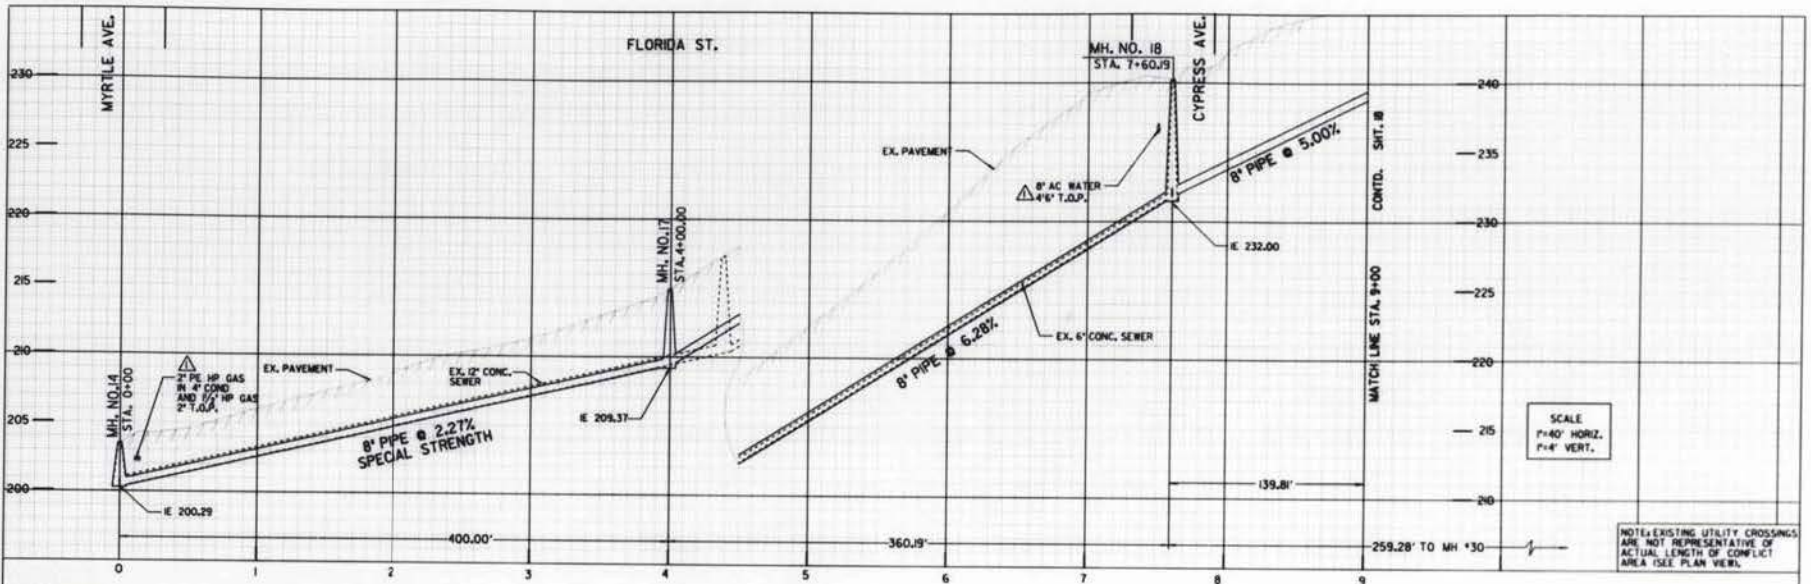 MYRTLE AVE.
FLORIDA ST.
CYPRESS AVE.
MH. NO. 18
STA. 7+60.19
230
225
220
215
210
205
200
240
235
230
225
220
215
210
EX. PAVEMENT
8" AC WATER
4'6" T.O.P.
8" PIPE @ 5.00%
CONTD. SHT. 18
MATCH LINE STA. 9+00
IE 232.00
MH. NO.17
STA. 4+00.00
EX. 6" CONC. SEWER
8" PIPE @ 6.28%
2" PE HP GAS
IN 4" COND
AND 1½" HP GAS
2' T.O.P.
EX. PAVEMENT
EX. 12" CONC.
SEWER
MH. NO.14
STA. 0+00
IE 209.37
8" PIPE @ 2.27%
SPECIAL STRENGTH
IE 200.29
SCALE
1"=40' HORIZ.
1"=4' VERT.
139.81'
400.00'
360.19'
259.28' TO MH #30
NOTE: EXISTING UTILITY CROSSINGS
ARE NOT REPRESENTATIVE OF
ACTUAL LENGTH OF CONFLICT
AREA (SEE PLAN VIEW).
0 1 2 3 4 5 6 7 8 9